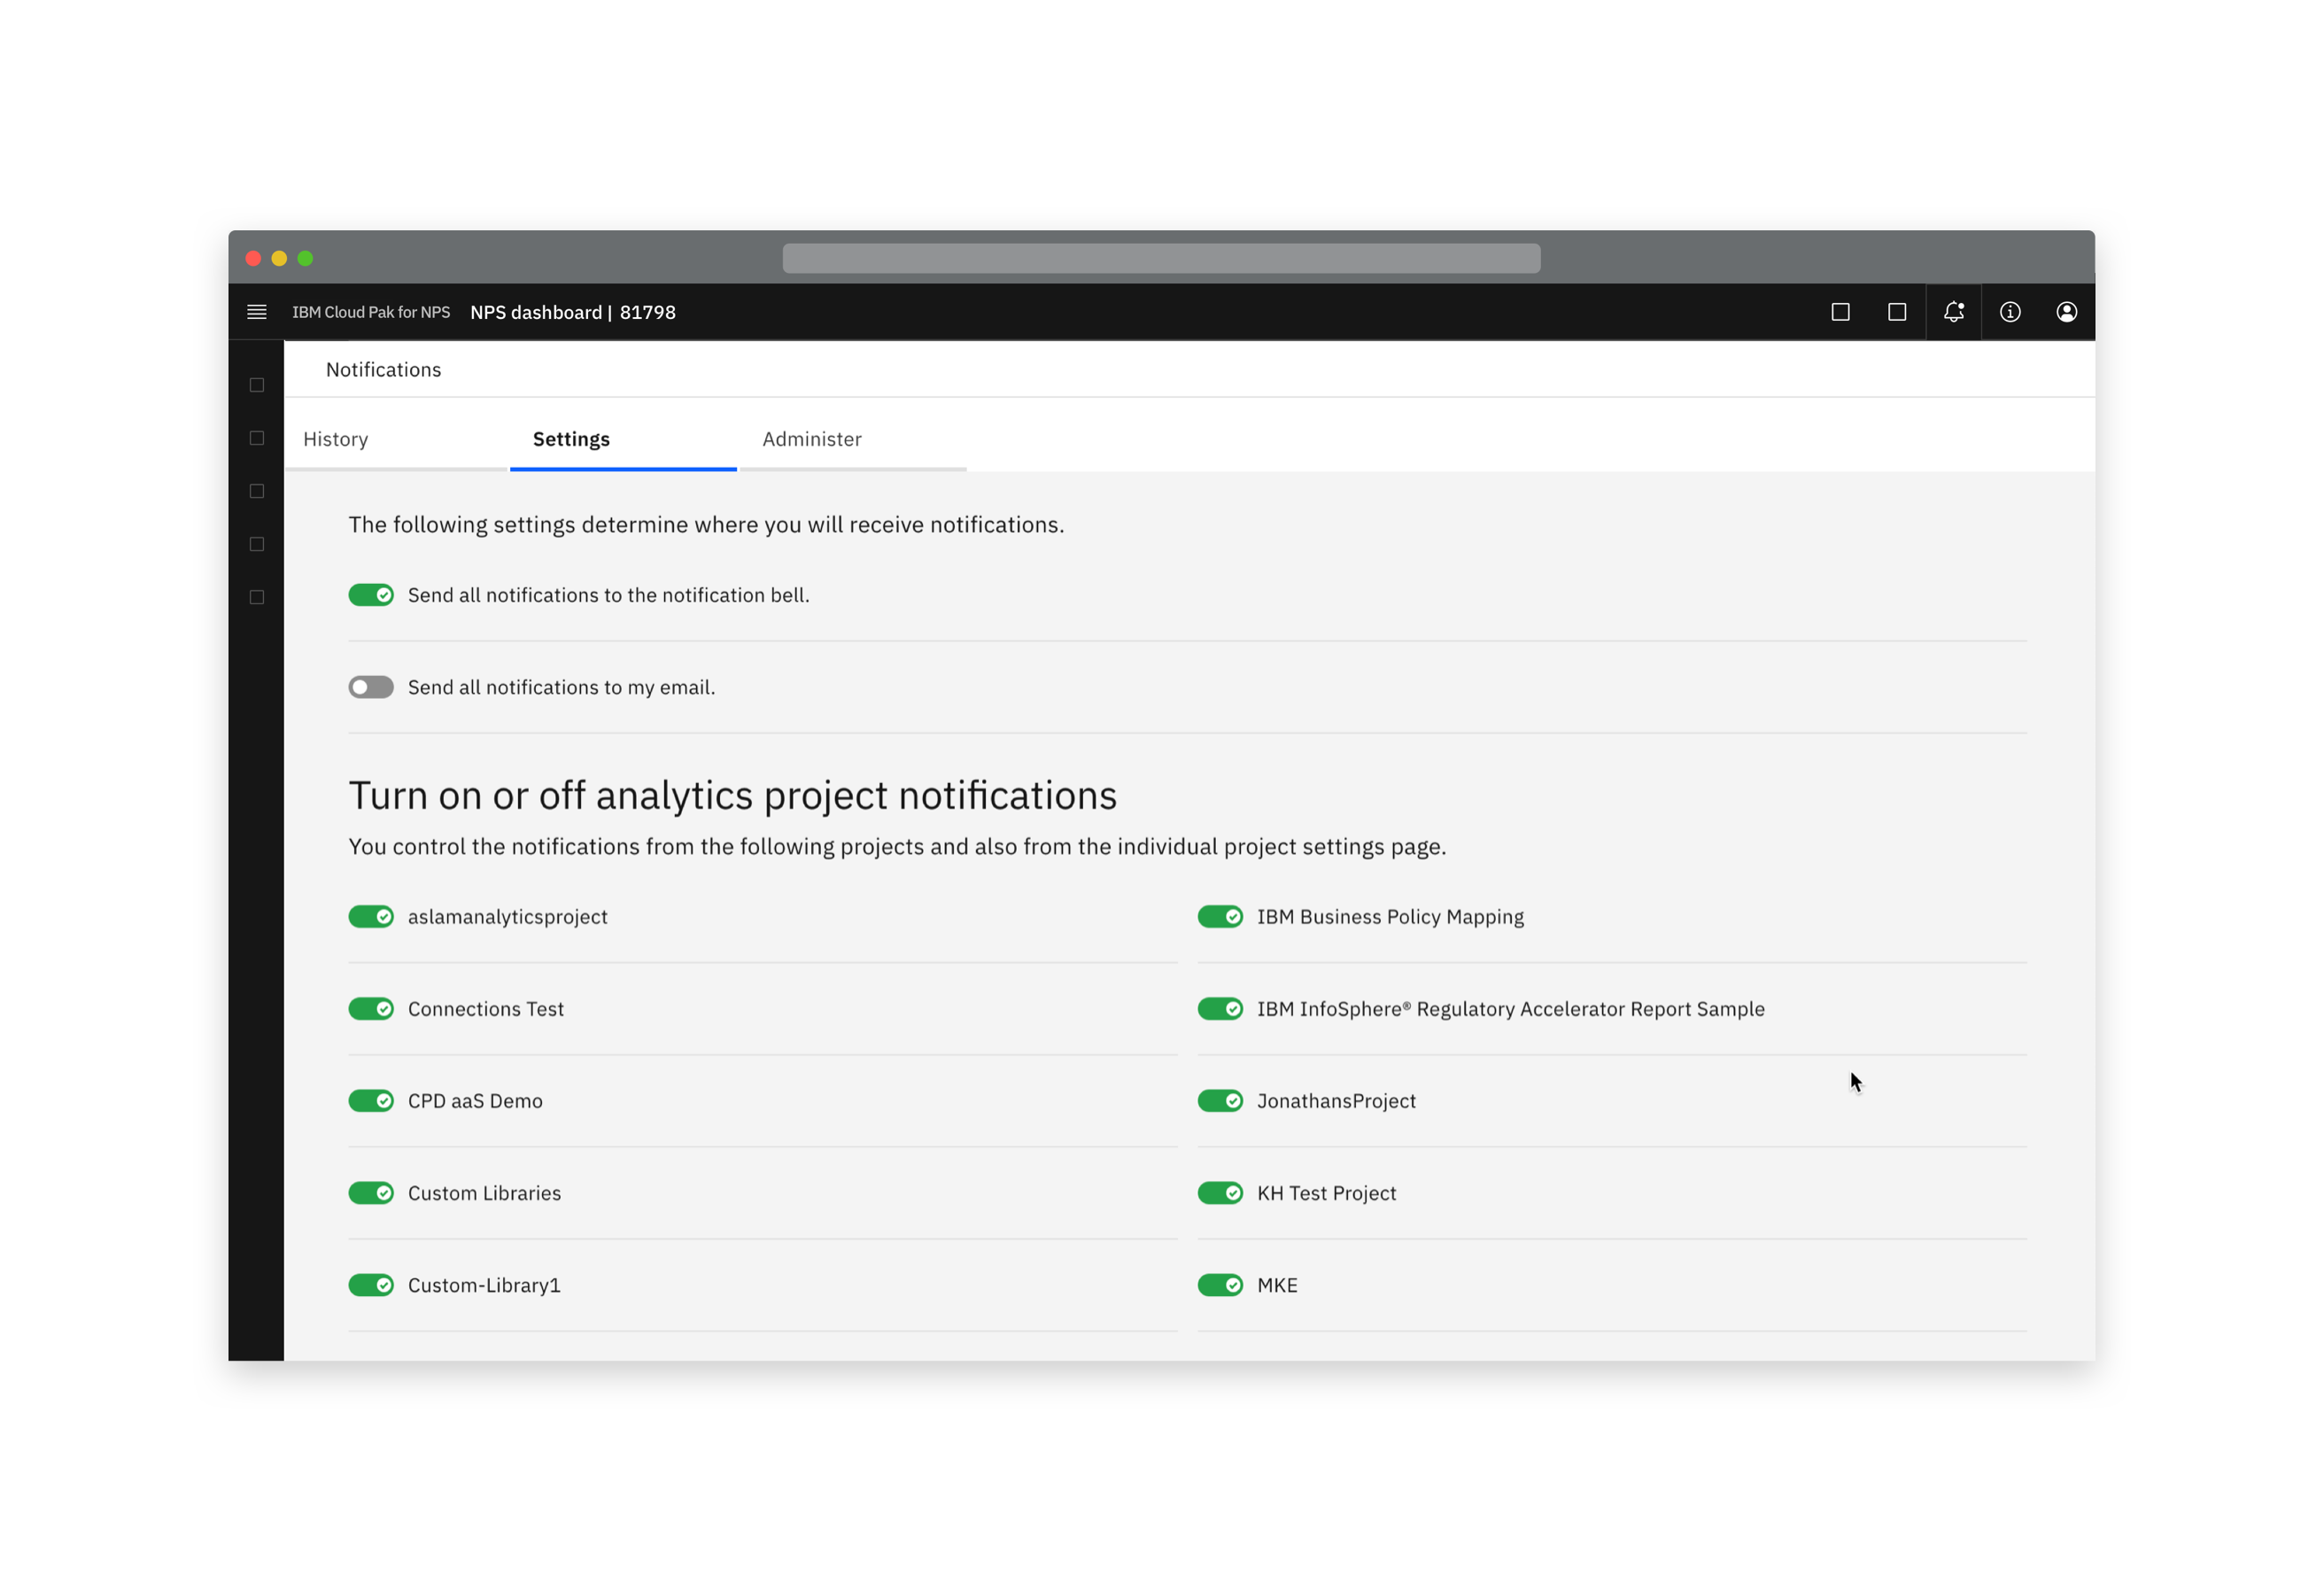 IBM Cloud Pak for NPS NPS dashboard | 81798
Notifications
History Settings Administer
The following settings determine where you will receive notifications.
Send all notifications to the notification bell.
Send all notifications to my email.
Turn on or off analytics project notifications
You control the notifications from the following projects and also from the individual project settings page.
aslamanalyticsproject
IBM Business Policy Mapping
Connections Test
IBM InfoSphere® Regulatory Accelerator Report Sample
CPD aaS Demo
JonathansProject
Custom Libraries
KH Test Project
Custom-Library1
MKE